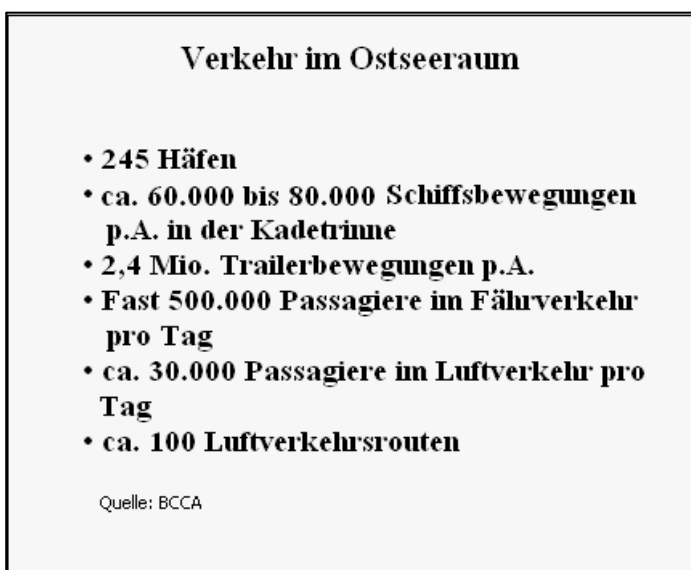 Verkehr im Ostseeraum
• 245 Häfen
• ca. 60.000 bis 80.000 Schiffsbewegungen
p.A. in der Kadetrinne
• 2,4 Mio. Trailerbewegungen p.A.
• Fast 500.000 Passagiere im Fährverkehr
pro Tag
• ca. 30.000 Passagiere im Luftverkehr pro
Tag
• ca. 100 Luftverkehrsrouten
Quelle: BCCA